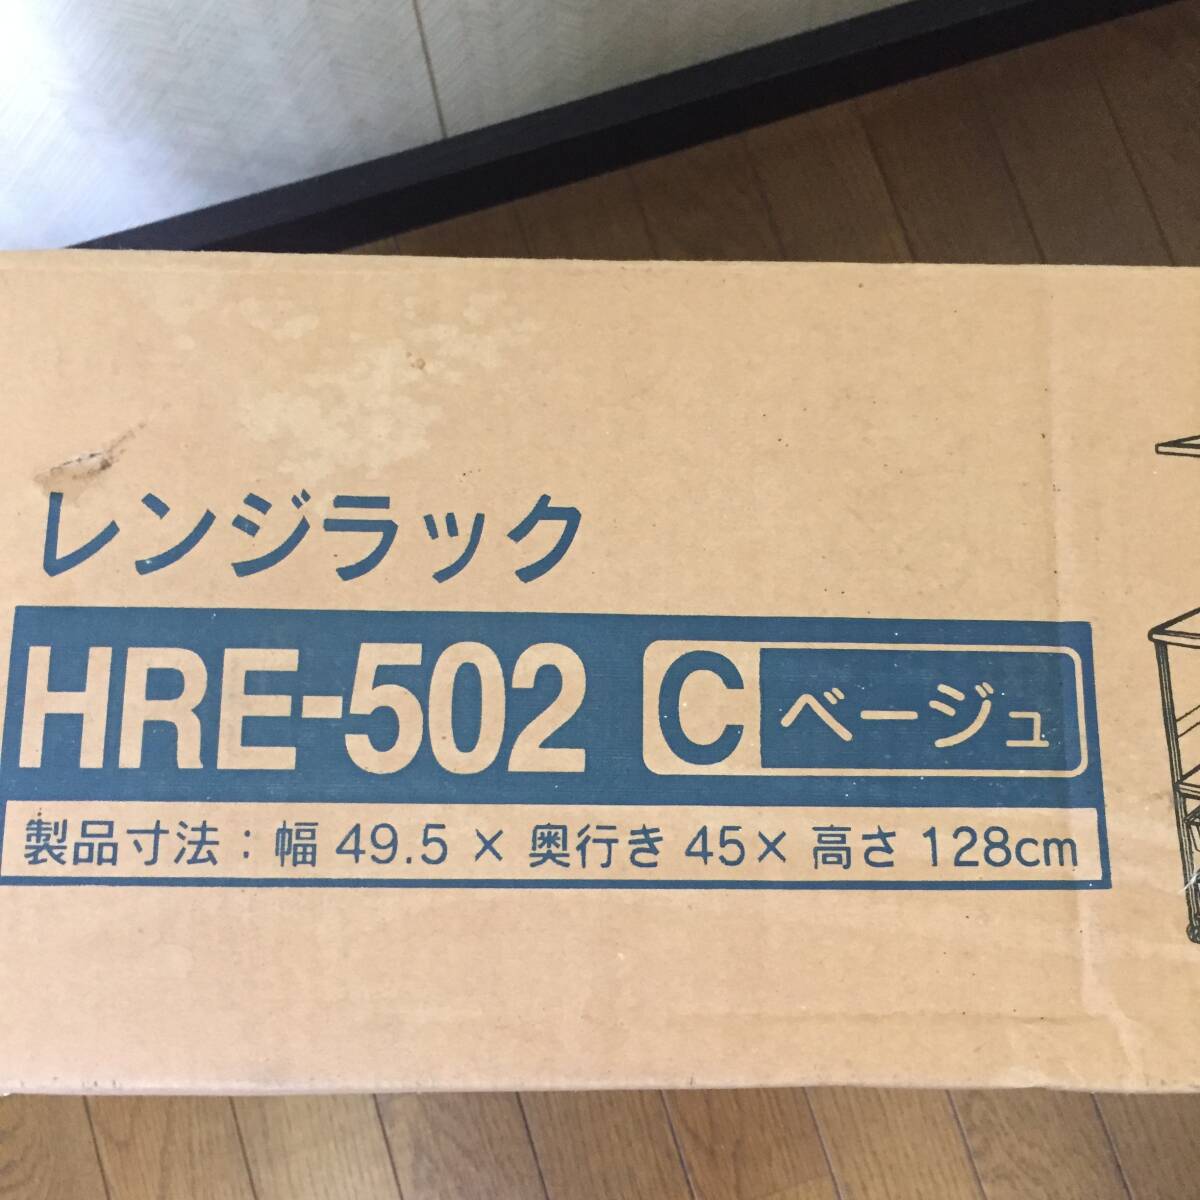 レンジラック
HRE-502 C ベージュ
製品寸法：幅 49.5 × 奥行き 45× 高さ 128cm